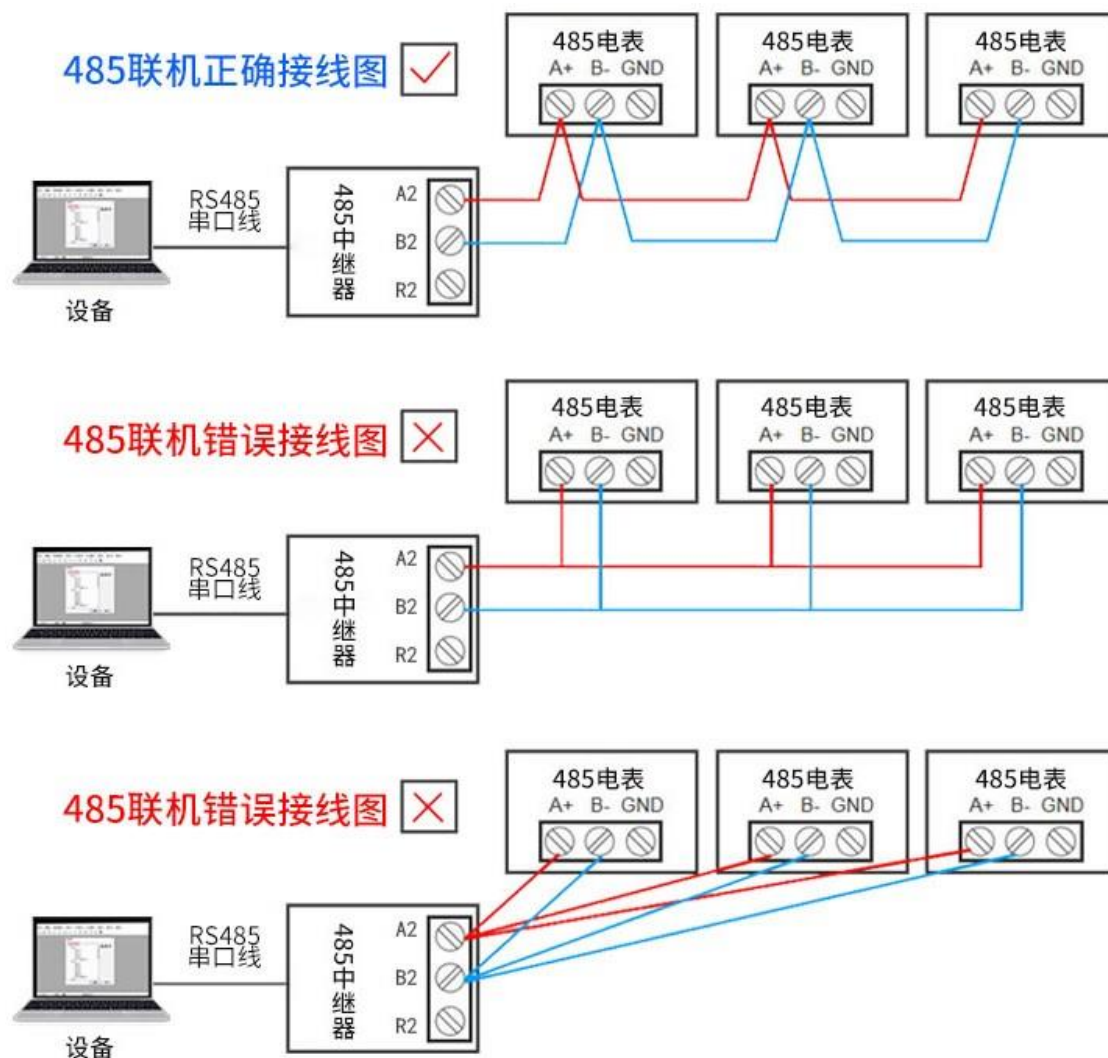 485联机正确接线图
485电表
A+ B- GND
485电表
A+ B- GND
485电表
A+ B- GND
RS485
串口线
485中继器
A2
B2
R2
设备
485联机错误接线图
485电表
A+ B- GND
485电表
A+ B- GND
485电表
A+ B- GND
RS485
串口线
485中继器
A2
B2
R2
设备
485联机错误接线图
485电表
A+ B- GND
485电表
A+ B- GND
485电表
A+ B- GND
RS485
串口线
485中继器
A2
B2
R2
设备